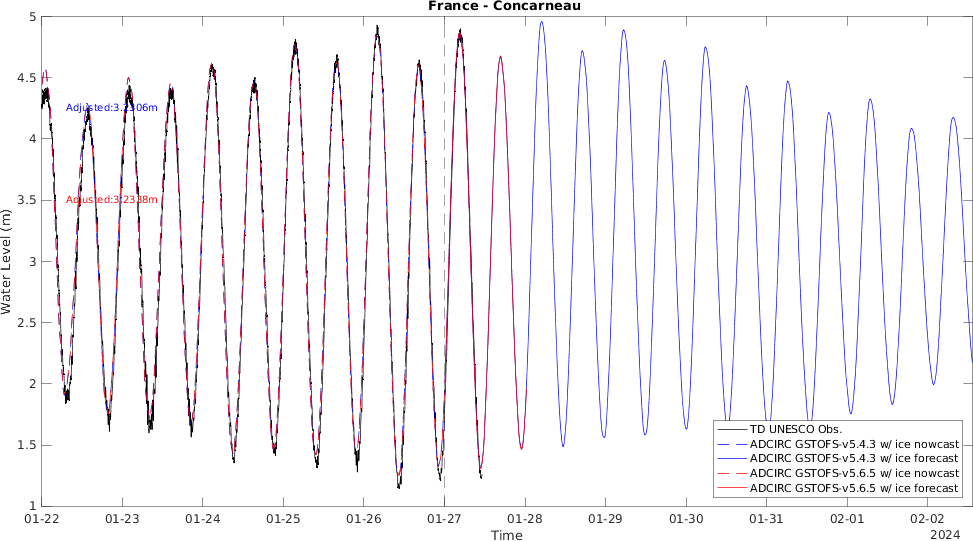 France - Concarneau
5
4.5
4
3.5
3
2.5
2
1.5
1
Water Level (m)
Adjusted:3.2306m
Adjusted:3.2338m
TD UNESCO Obs.
ADCIRC GSTOFS-v5.4.3 w/ ice nowcast
ADCIRC GSTOFS-v5.4.3 w/ ice forecast
ADCIRC GSTOFS-v5.6.5 w/ ice nowcast
ADCIRC GSTOFS-v5.6.5 w/ ice forecast
01-22 01-23 01-24 01-25 01-26 01-27 01-28 01-29 01-30 01-31 02-01 02-02
Time
2024